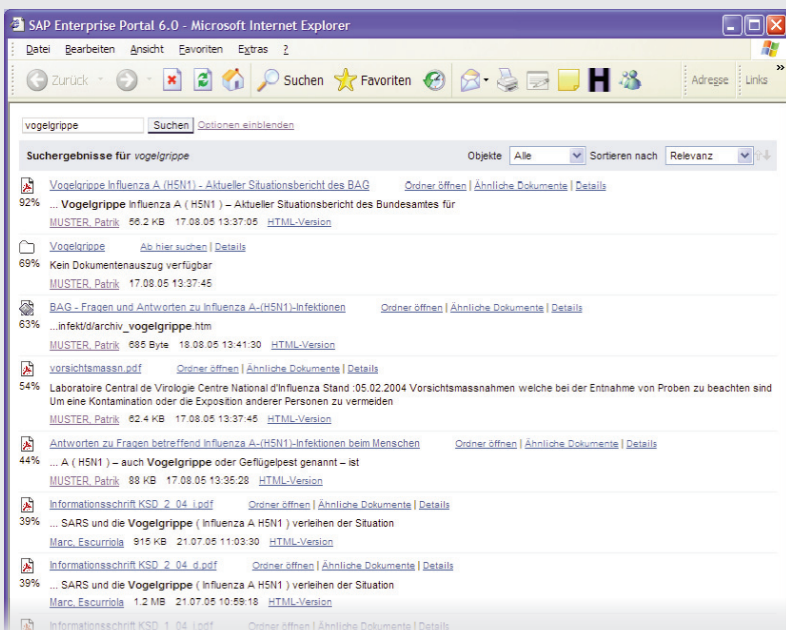 SAP Enterprise Portal 6.0 - Microsoft Internet Explorer
Datei Bearbeiten Ansicht Favoriten Extras ?
Zurück Suchen Favoriten H Adresse Links »
vogelgrippe Suchen Optionen einblenden
Suchergebnisse für vogelgrippe Objekte Alle Sortieren nach Relevanz
Vogelgrippe Influenza A (H5N1) - Aktueller Situationsbericht des BAG Ordner öffnen | Ähnliche Dokumente | Details
92% ... Vogelgrippe Influenza A ( H5N1 ) – Aktueller Situationsbericht des Bundesamtes für
MUSTER, Patrik 56.2 KB 17.08.05 13:37:05 HTML-Version
Vogelgrippe Ab hier suchen | Details
69% Kein Dokumentenauszug verfügbar
MUSTER, Patrik 17.08.05 13:37:45
BAG - Fragen und Antworten zu Influenza A-(H5N1)-Infektionen Ordner öffnen | Ähnliche Dokumente | Details
63% ...infekt/d/archiv_vogelgrippe.htm
MUSTER, Patrik 685 Byte 18.08.05 13:41:30 HTML-Version
vorsichtsmassn.pdf Ordner öffnen | Ähnliche Dokumente | Details
54% Laboratoire Central de Virologie Centre National d'Influenza Stand :05.02.2004 Vorsichtsmassnahmen welche bei der Entnahme von Proben zu beachten sind
Um eine Kontamination oder die Exposition anderer Personen zu vermeiden
MUSTER, Patrik 62.4 KB 17.08.05 13:37:45 HTML-Version
Antworten zu Fragen betreffend Influenza A-(H5N1)-Infektionen beim Menschen Ordner öffnen | Ähnliche Dokumente | Details
44% ... A ( H5N1 ) – auch Vogelgrippe oder Geflügelpest genannt – ist
MUSTER, Patrik 88 KB 17.08.05 13:35:28 HTML-Version
Informationsschrift KSD_2_04_i.pdf Ordner öffnen | Ähnliche Dokumente | Details
39% ... SARS und die Vogelgrippe ( Influenza A H5N1 ) verleihen der Situation
Marc, Escurriola 915 KB 21.07.05 11:03:30 HTML-Version
Informationsschrift KSD_2_04_d.pdf Ordner öffnen | Ähnliche Dokumente | Details
39% ... SARS und die Vogelgrippe ( Influenza A H5N1 ) verleihen der Situation
Marc, Escurriola 1.2 MB 21.07.05 10:59:18 HTML-Version
Informationsschrift KSD_1_04_i.pdf Ordner öffnen | Ähnliche Dokumente | Details